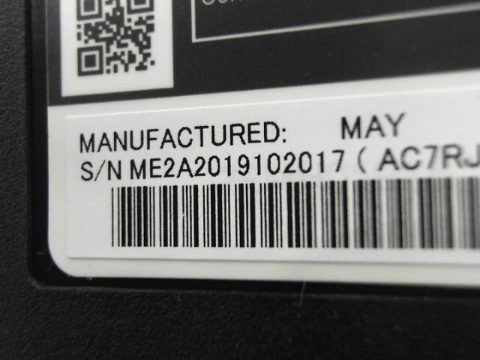 MANUFACTURED: MAY
S/N ME2A2019102017 ( AC7RJ